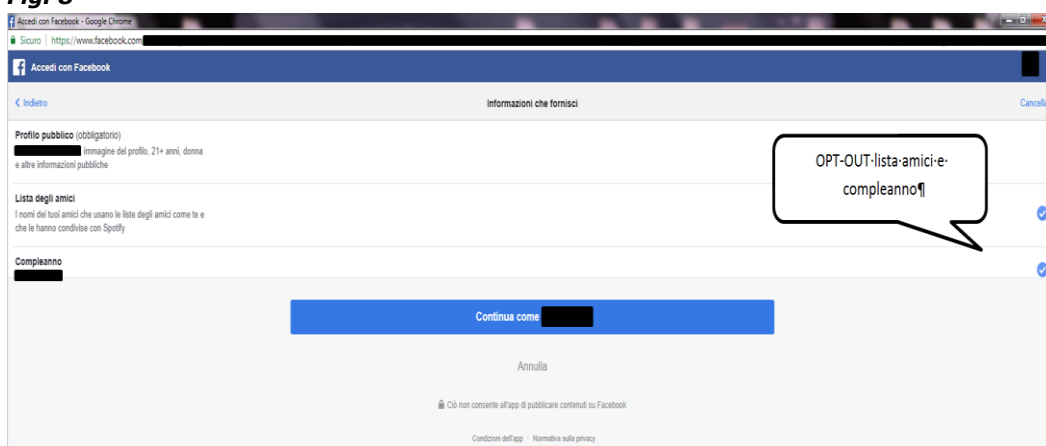 Accedi con Facebook - Google Chrome
Sicuro | https://www.facebook.com
f Accedi con Facebook
Indietro
Informazioni che fornisci
Cancella
Profilo pubblico (obbligatorio)
immagine del profilo, 21+ anni, donna
e altre informazioni pubbliche
OPT-OUT·lista·amici·e·
compleanno¶
Lista degli amici
I nomi dei tuoi amici che usano le liste degli amici come te e
che le hanno condivise con Spotify
Compleanno
Continua come
Annulla
Ciò non consente all'app di pubblicare contenuti su Facebook
Condizioni dell'app · Normativa sulla privacy